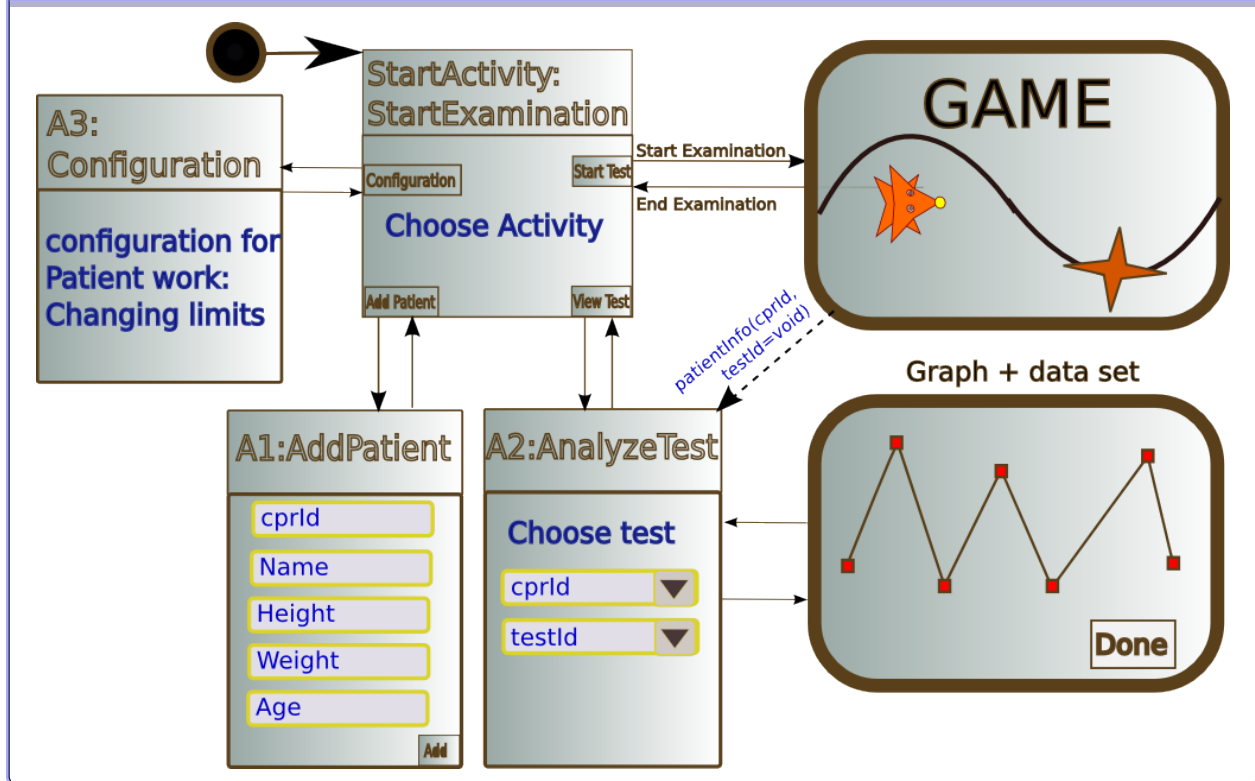 StartActivity:
StartExamination
Configuration
Start Test
Choose Activity
Add Patient
View Test
A3:
Configuration
configuration for
Patient work:
Changing limits
Start Examination
End Examination
GAME
patientInfo(cprId,
testId=void)
Graph + data set
Done
A1:AddPatient
cprId
Name
Height
Weight
Age
Add
A2:AnalyzeTest
Choose test
cprId
testId